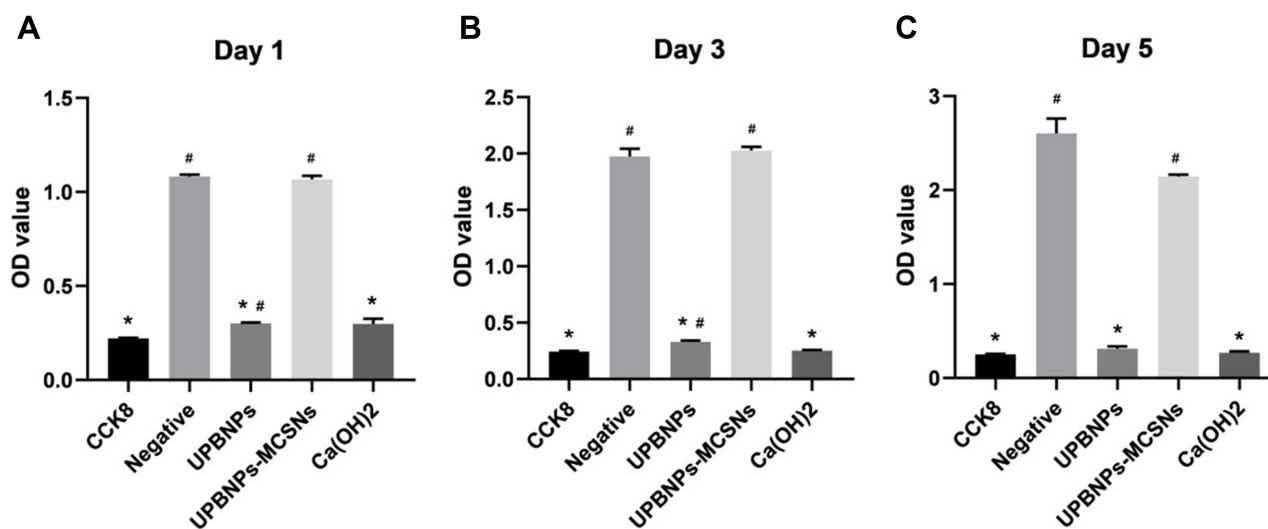 A
Day 1
OD value
1.5
1.0
0.5
0.0
*
#
* #
#
*
CCK8
Negative
UPBNPs
UPBNPs-MCSNs
Ca(OH)2
B
Day 3
OD value
2.5
2.0
1.5
1.0
0.5
0.0
*
#
* #
#
*
CCK8
Negative
UPBNPs
UPBNPs-MCSNs
Ca(OH)2
C
Day 5
OD value
3
2
1
0
*
#
*
#
*
CCK8
Negative
UPBNPs
UPBNPs-MCSNs
Ca(OH)2